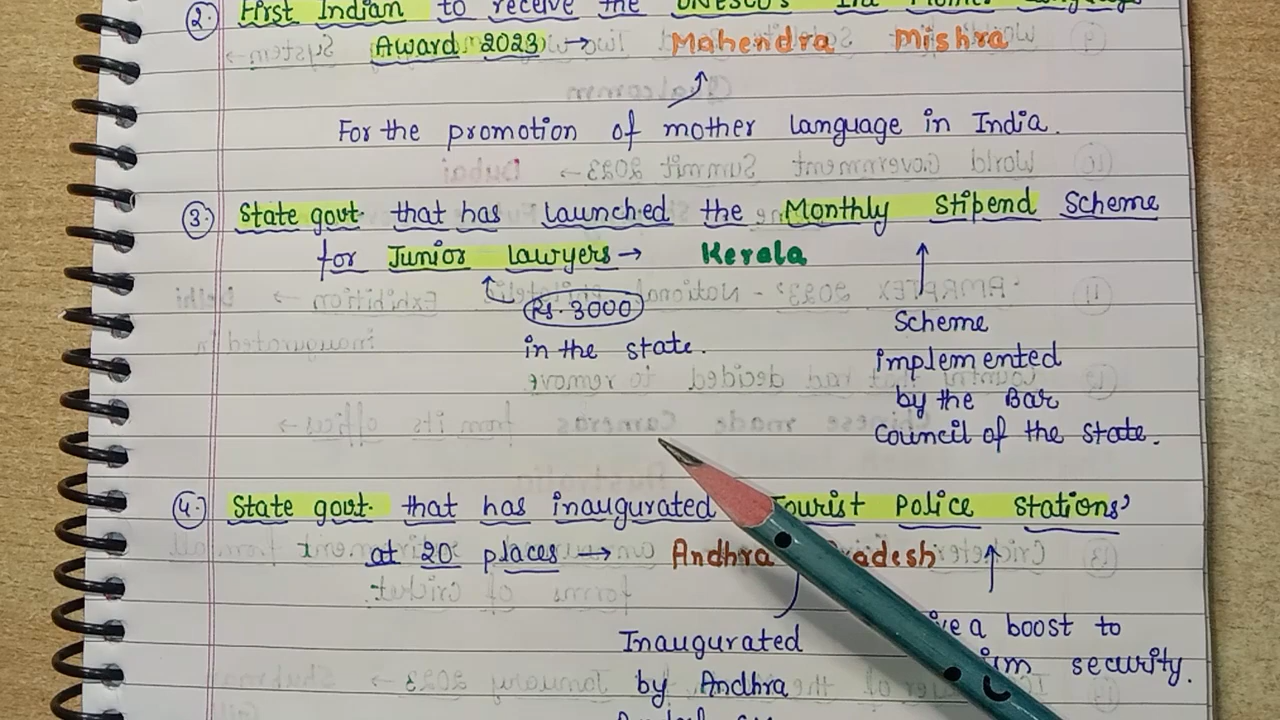 2. First Indian to receive the UNESCO's
Award 2023 → Mahendra Mishra
For the promotion of mother language in India.
3. State govt. that has launched the Monthly Stipend Scheme
for Junior Lawyers → Kerala
Rs. 3000
in the state.
Scheme
implemented
by the Bar
Council of the state.
4. State govt. that has inaugurated Tourist Police Stations'
at 20 places → Andhra adesh
Inaugurated
by Andhra
a boost to
security.